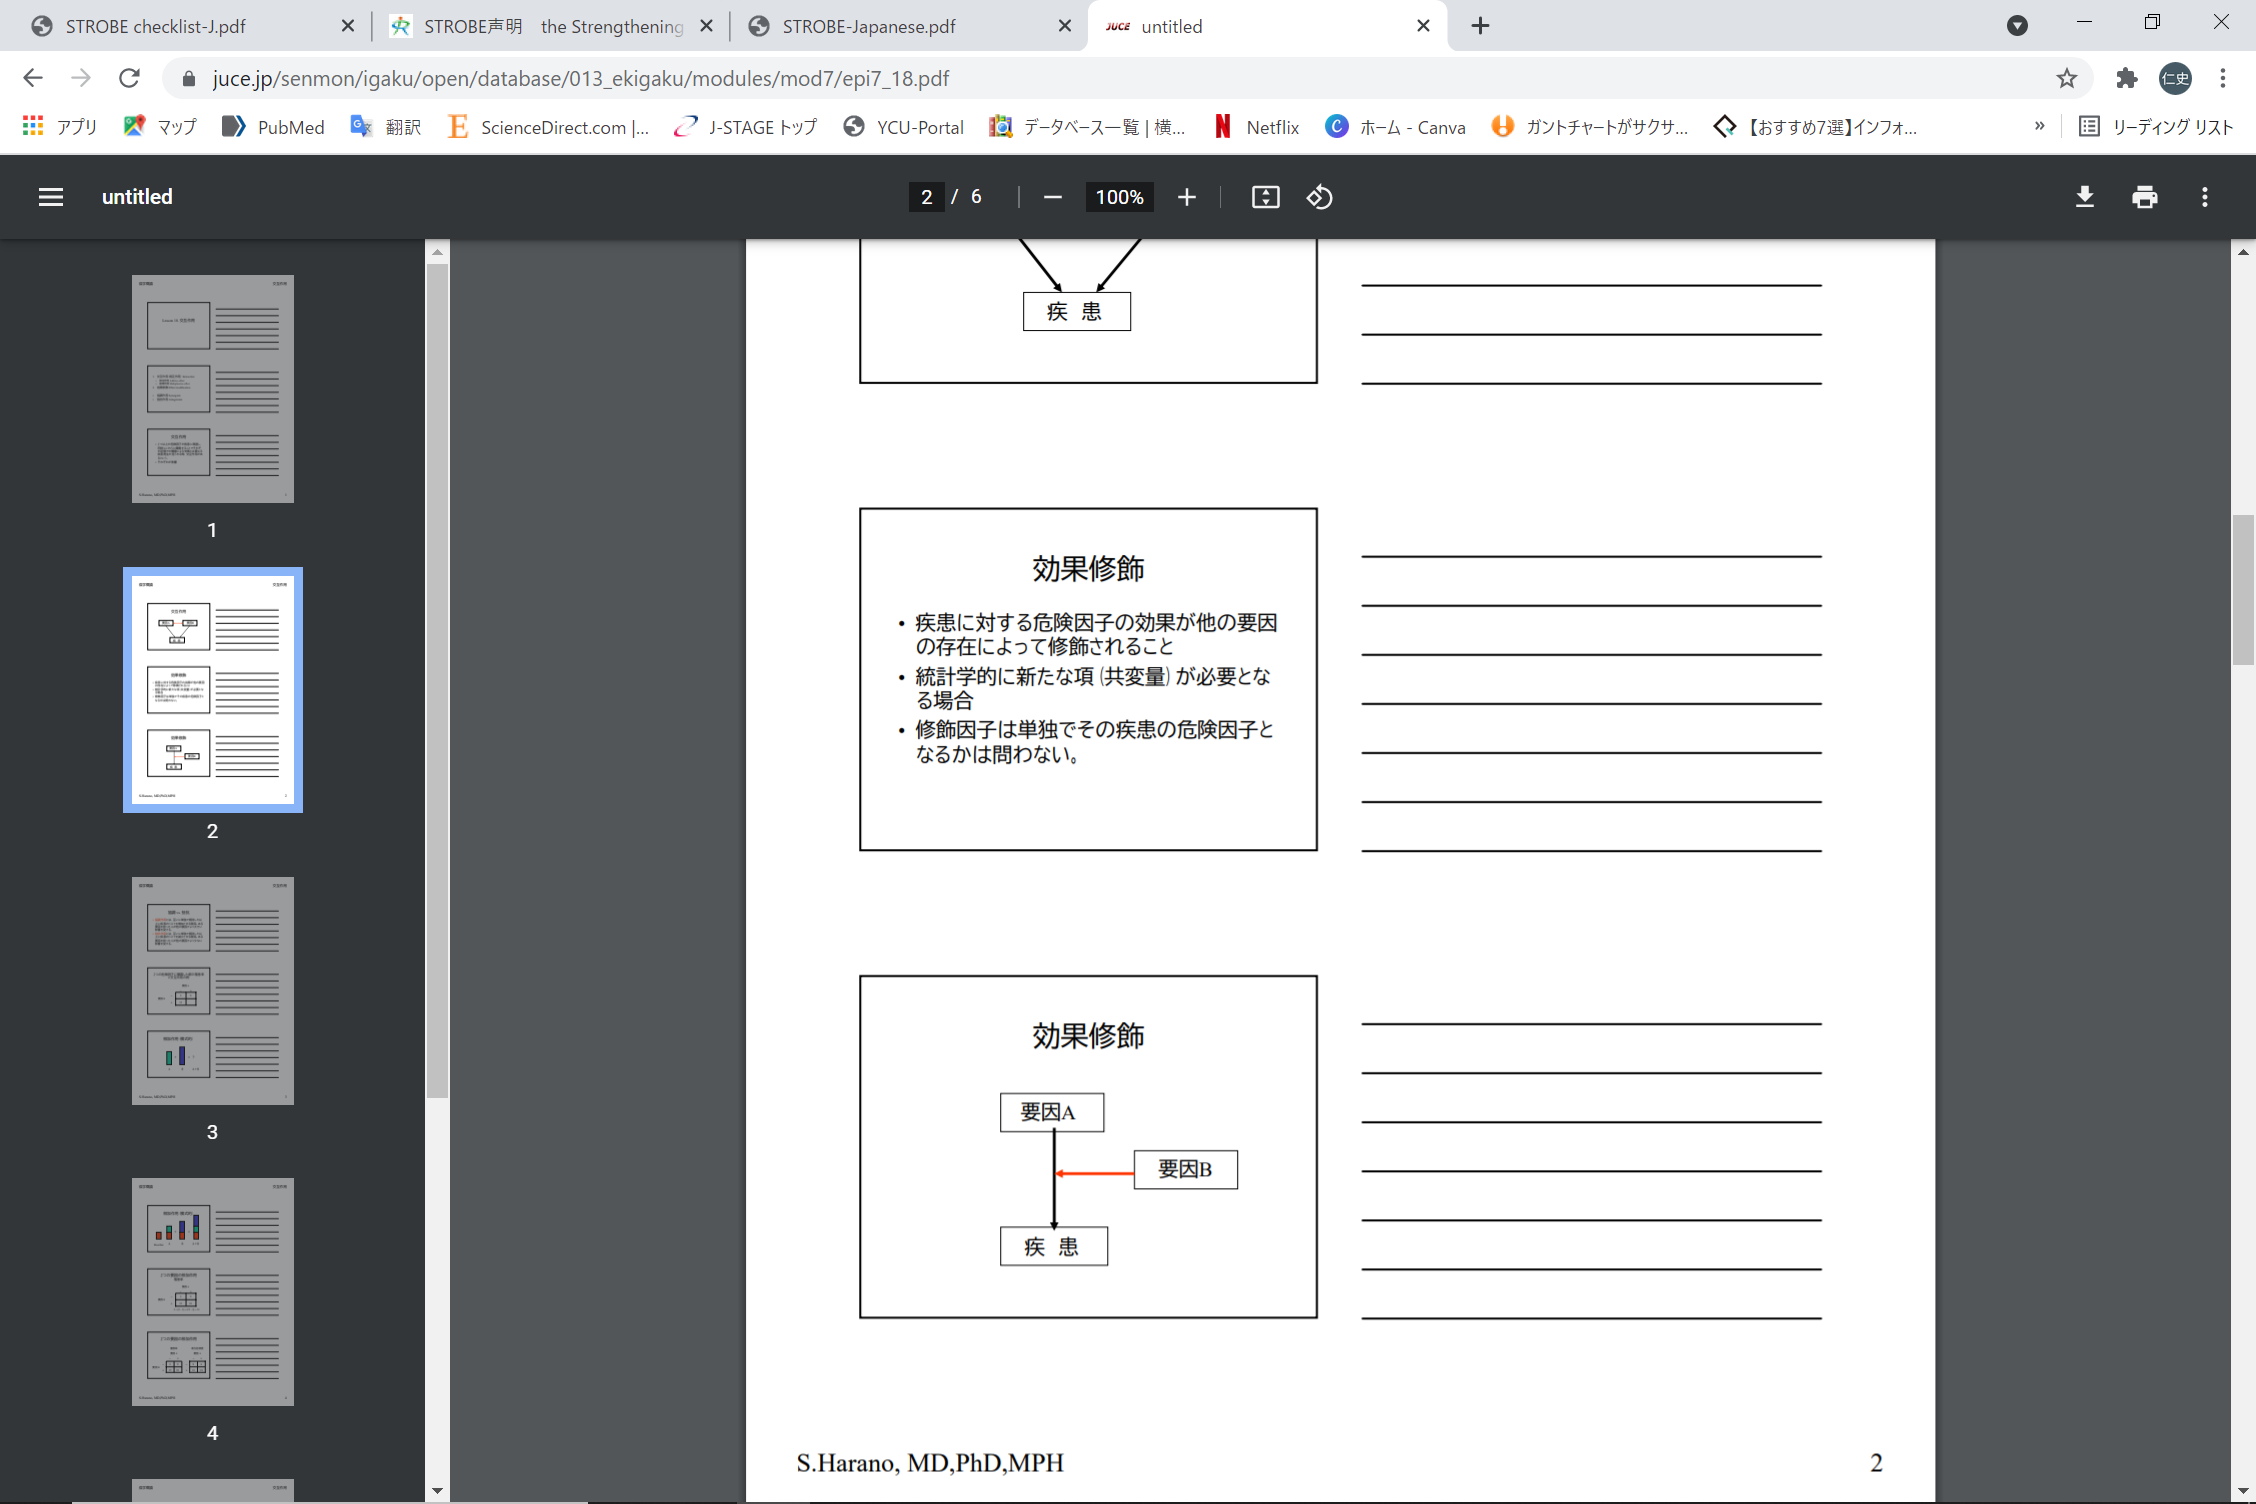 STROBE checklist-J.pdf
STROBE声明　the Strengthening
STROBE-Japanese.pdf
JUCE untitled
juce.jp/senmon/igaku/open/database/013_ekigaku/modules/mod7/epi7_18.pdf
仁史
アプリ
マップ
PubMed
翻訳
ScienceDirect.com |...
J-STAGE トップ
YCU-Portal
データベース一覧 | 横...
Netflix
ホーム - Canva
ガントチャートがサクサ...
【おすすめ7選】インフォ...
»
リーディング リスト
untitled
2 / 6
100%
1
2
3
4
疾 患
効果修飾
• 疾患に対する危険因子の効果が他の要因
の存在によって修飾されること
• 統計学的に新たな項 (共変量) が必要とな
る場合
• 修飾因子は単独でその疾患の危険因子と
なるかは問わない。
効果修飾
要因A
要因B
疾 患
S.Harano, MD,PhD,MPH
2